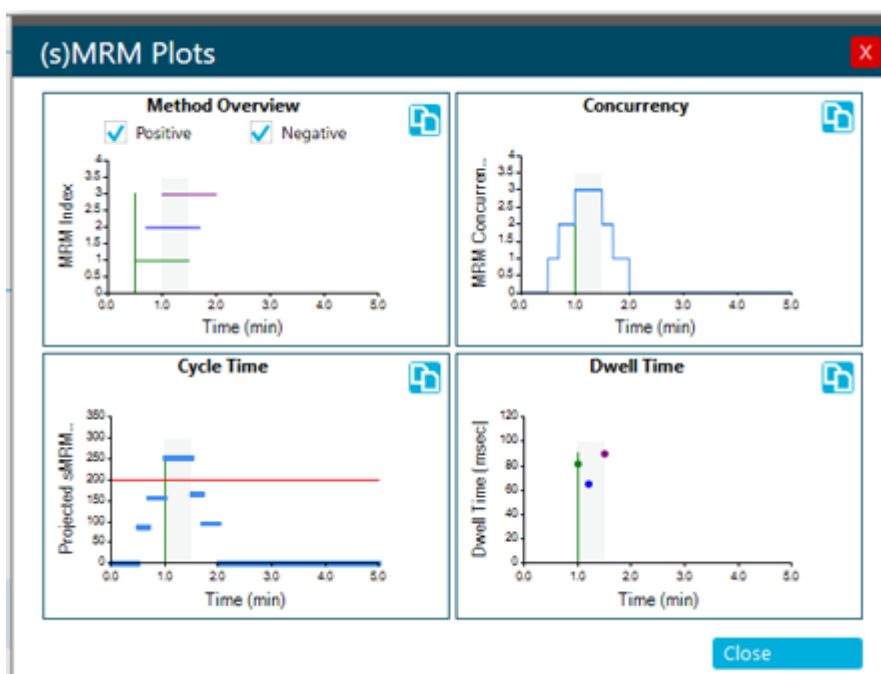 (s)MRM Plots
X
Method Overview
Positive Negative
MRM Index
4
3.5
3
2.5
2
1.5
1
0.5
0
0.0 1.0 2.0 3.0 4.0 5.0
Time (min)
Concurrency
MRM Concurren..
4
3.5
3
2.5
2
1.5
1
0.5
0
0.0 1.0 2.0 3.0 4.0 5.0
Time (min)
Cycle Time
Projected sMRM..
350
300
250
200
150
100
50
0
0.0 1.0 2.0 3.0 4.0 5.0
Time (min)
Dwell Time
Dwell Time [msec]
120
100
80
60
40
20
0
0.0 1.0 2.0 3.0 4.0 5.0
Time (min)
Close